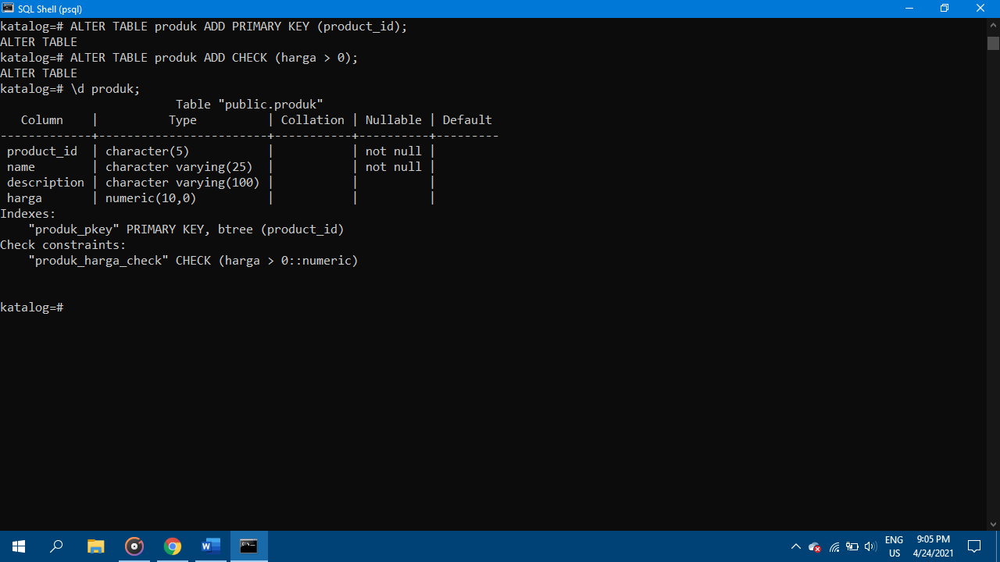 SQL Shell (psql)
katalog=# ALTER TABLE produk ADD PRIMARY KEY (product_id);
ALTER TABLE
katalog=# ALTER TABLE produk ADD CHECK (harga > 0);
ALTER TABLE
katalog=# \d produk;
                         Table "public.produk"
   Column    |          Type          | Collation | Nullable | Default
-------------+------------------------+-----------+----------+---------
 product_id  | character(5)           |           | not null |
 name        | character varying(25)  |           | not null |
 description | character varying(100) |           |          |
 harga       | numeric(10,0)          |           |          |
Indexes:
    "produk_pkey" PRIMARY KEY, btree (product_id)
Check constraints:
    "produk_harga_check" CHECK (harga > 0::numeric)
katalog=#
ENG
US
9:05 PM
4/24/2021